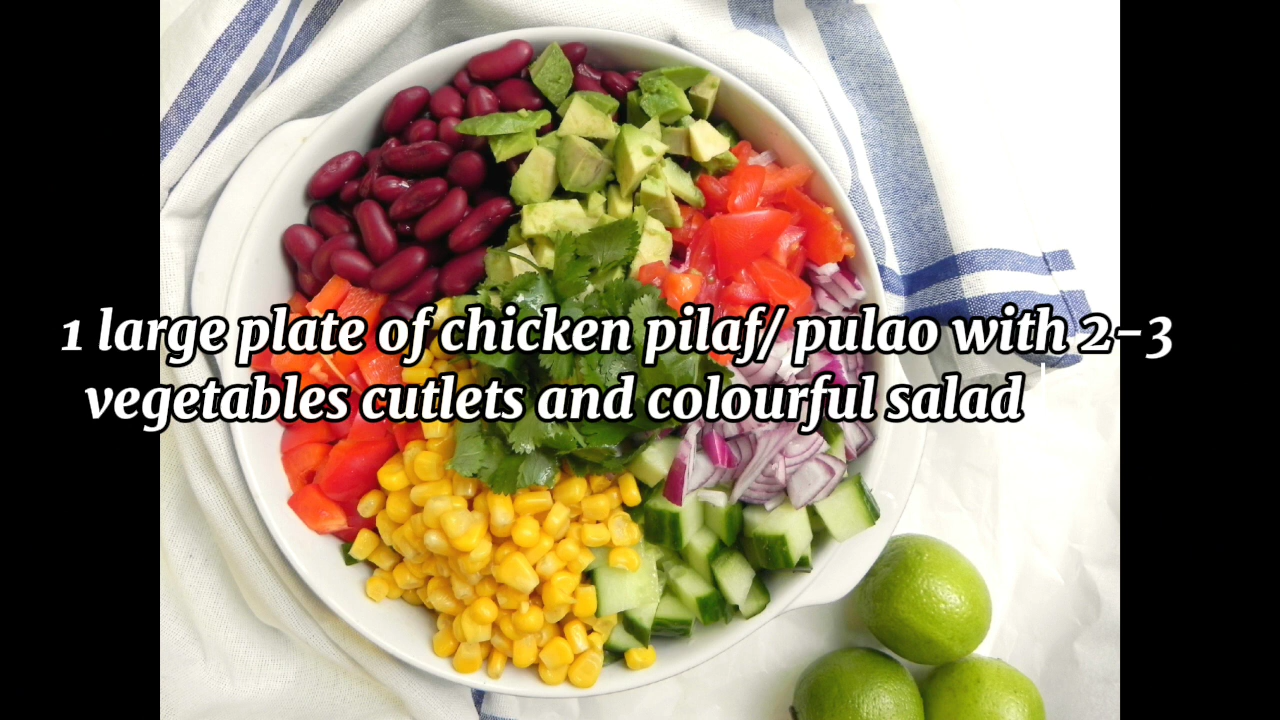 1 large plate of chicken pilaf/ pulao with 2-3
vegetables cutlets and colourful salad